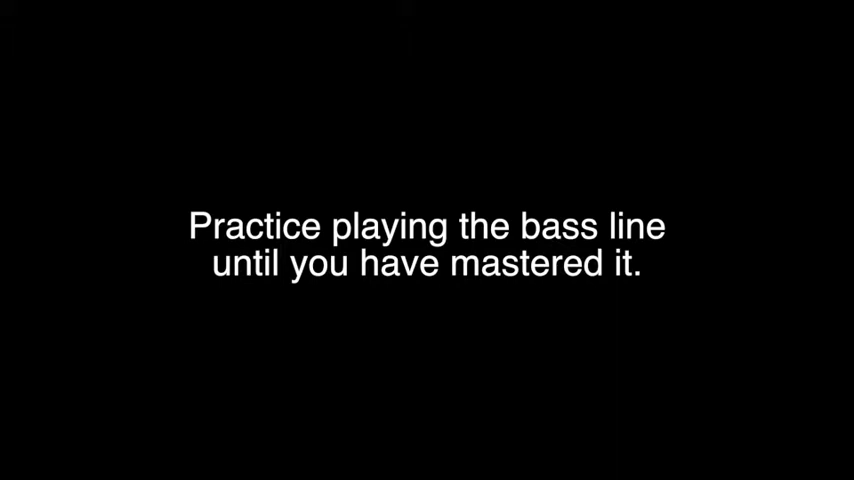 Practice playing the bass line
until you have mastered it.